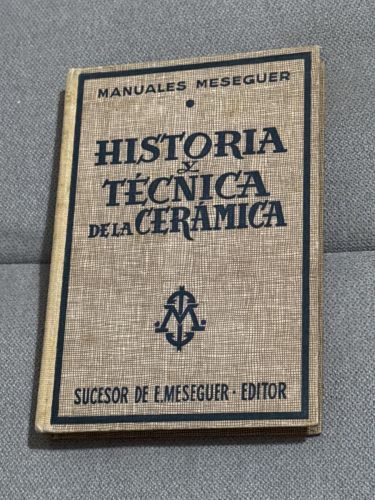 MANUALES MESEGUER
HISTORIA
y
TÉCNICA
DE LA CERÁMICA
SUCESOR DE E. MESEGUER · EDITOR